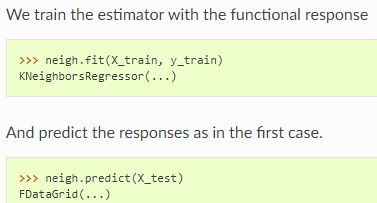 We train the estimator with the functional response
>>> neigh.fit(X_train, y_train)
KNeighborsRegressor(...)
And predict the responses as in the first case.
>>> neigh.predict(X_test)
FDataGrid(...)